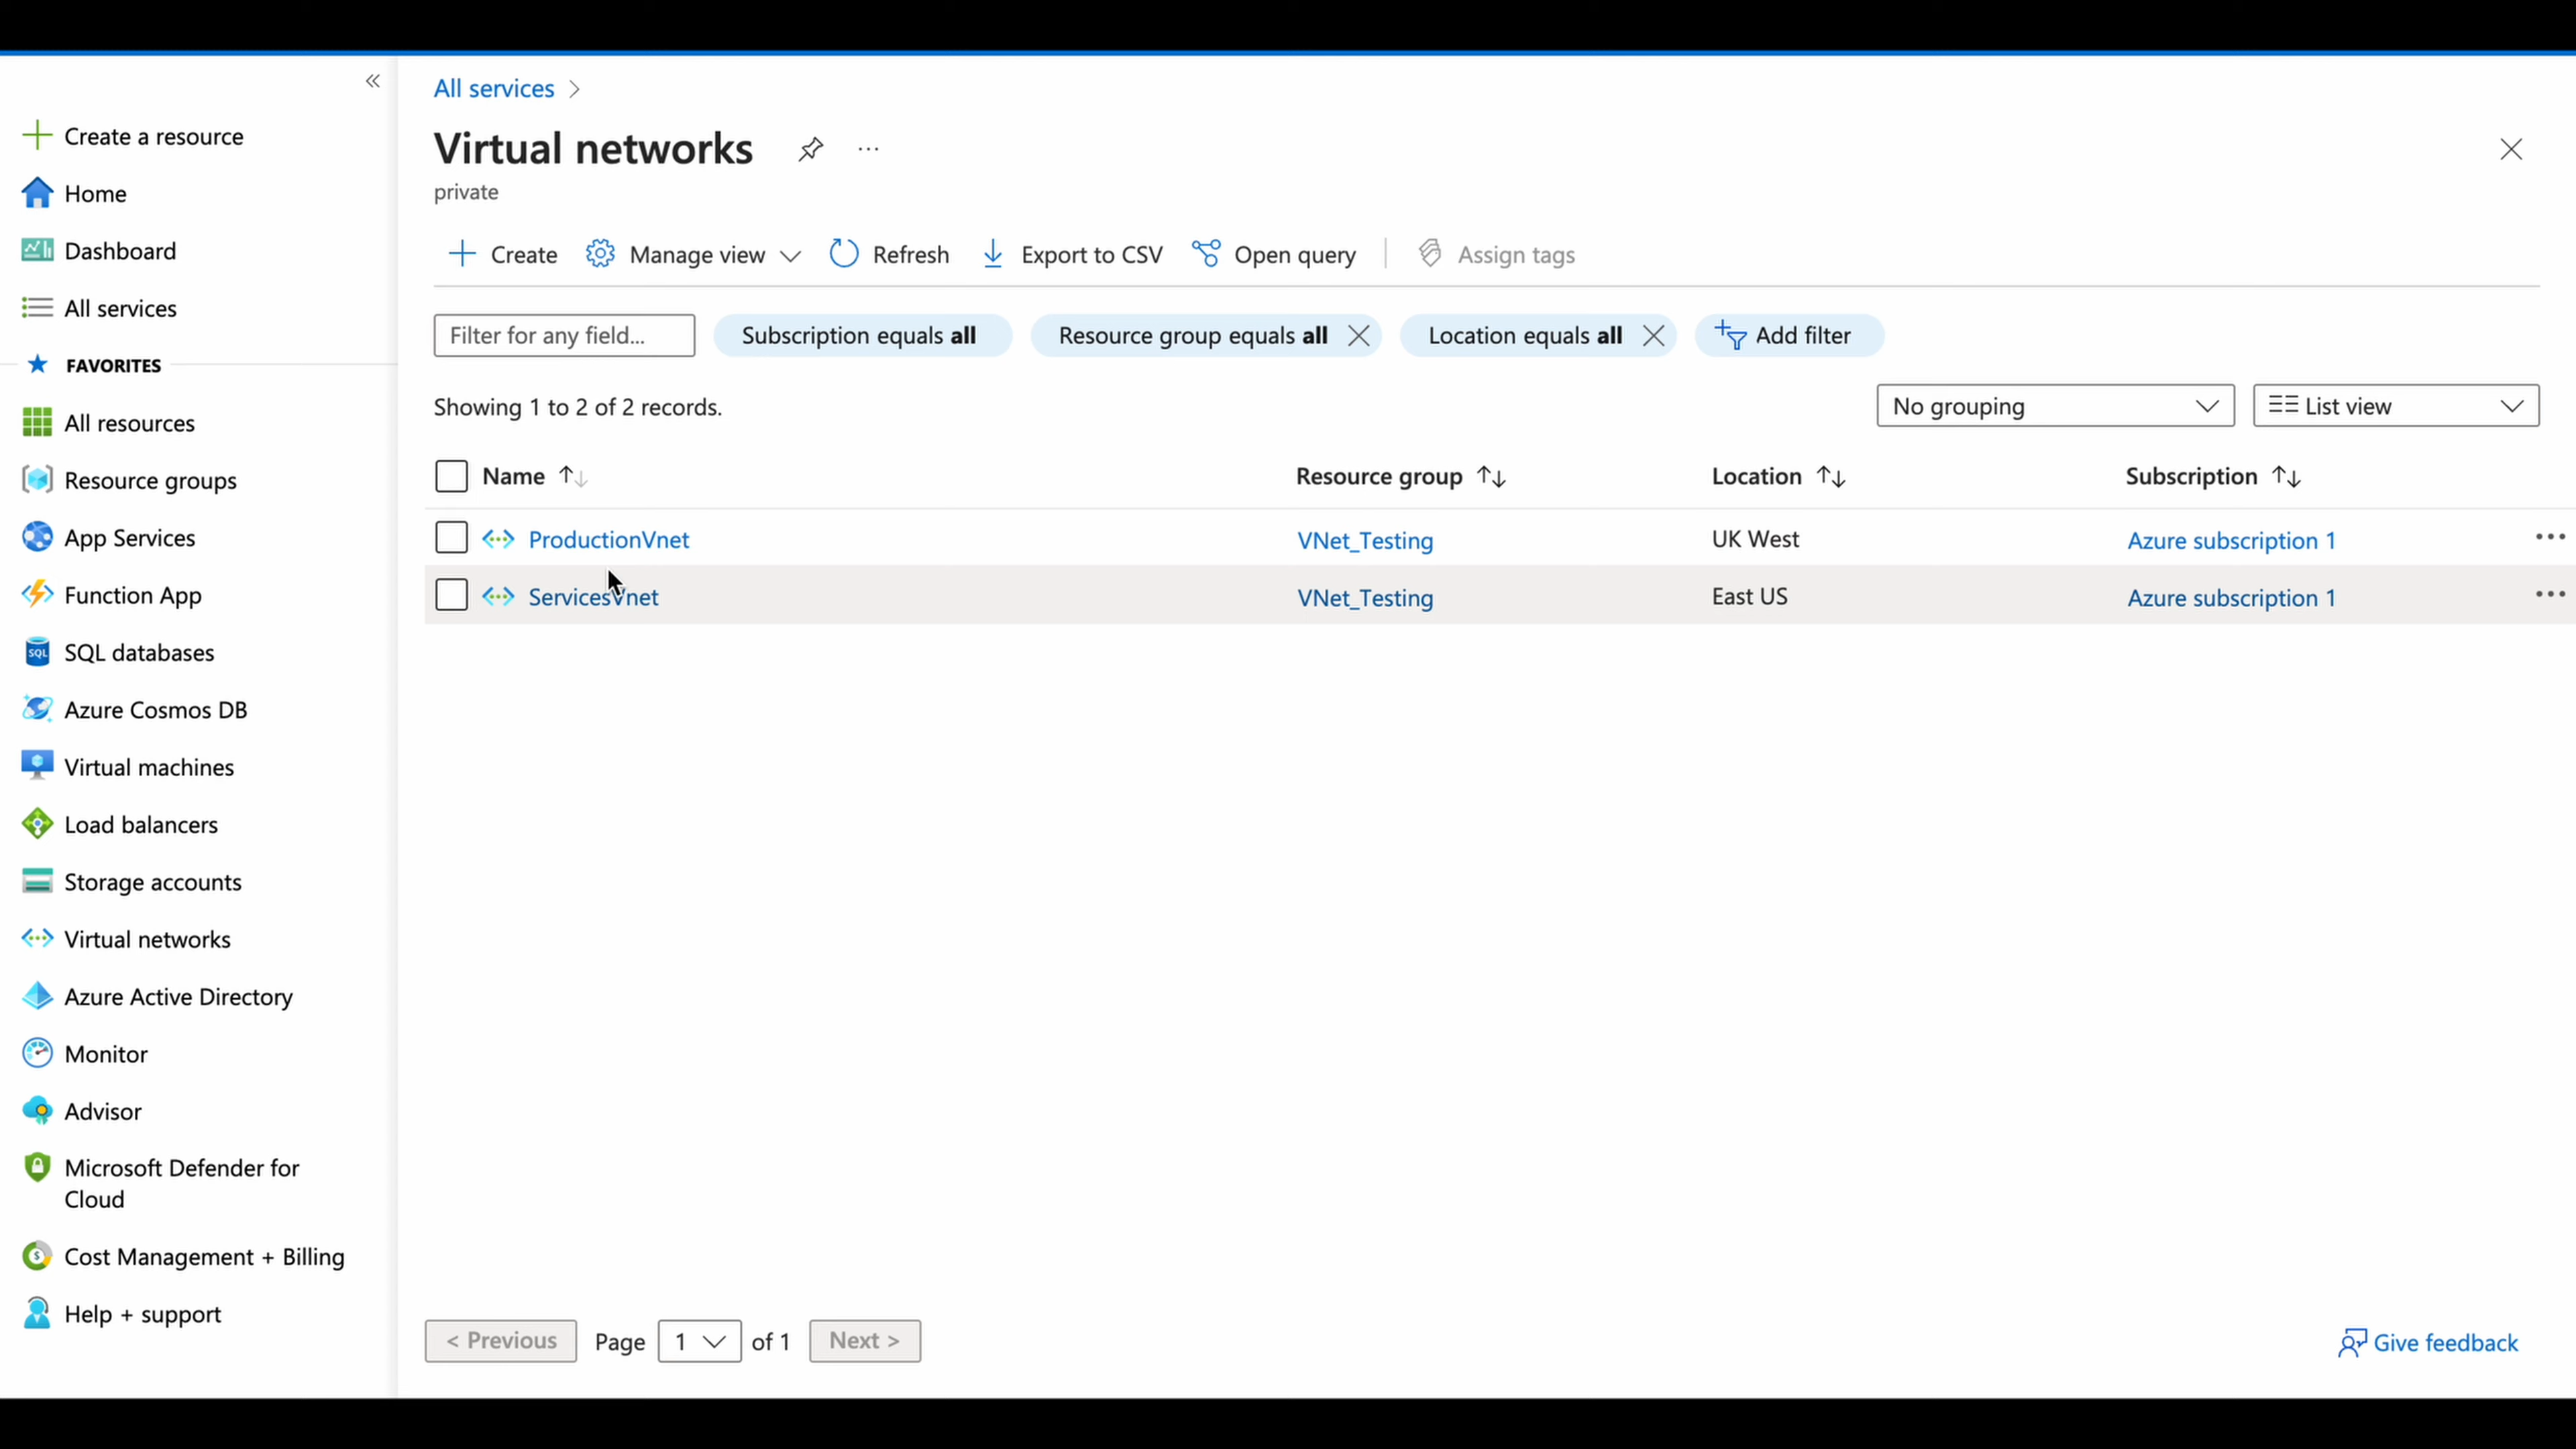 Create a resource
Home
Dashboard
All services
FAVORITES
All resources
Resource groups
App Services
Function App
SQL databases
Azure Cosmos DB
Virtual machines
Load balancers
Storage accounts
Virtual networks
Azure Active Directory
Monitor
Advisor
Microsoft Defender for
Cloud
Cost Management + Billing
Help + support
All services >
Virtual networks ...
private
Create Manage view Refresh Export to CSV Open query Assign tags
Filter for any field... Subscription equals all Resource group equals all Location equals all Add filter
Showing 1 to 2 of 2 records. No grouping List view
Name Resource group Location Subscription
ProductionVnet VNet_Testing UK West Azure subscription 1 ...
ServicesVnet VNet_Testing East US Azure subscription 1 ...
< Previous Page 1 of 1 Next > Give feedback